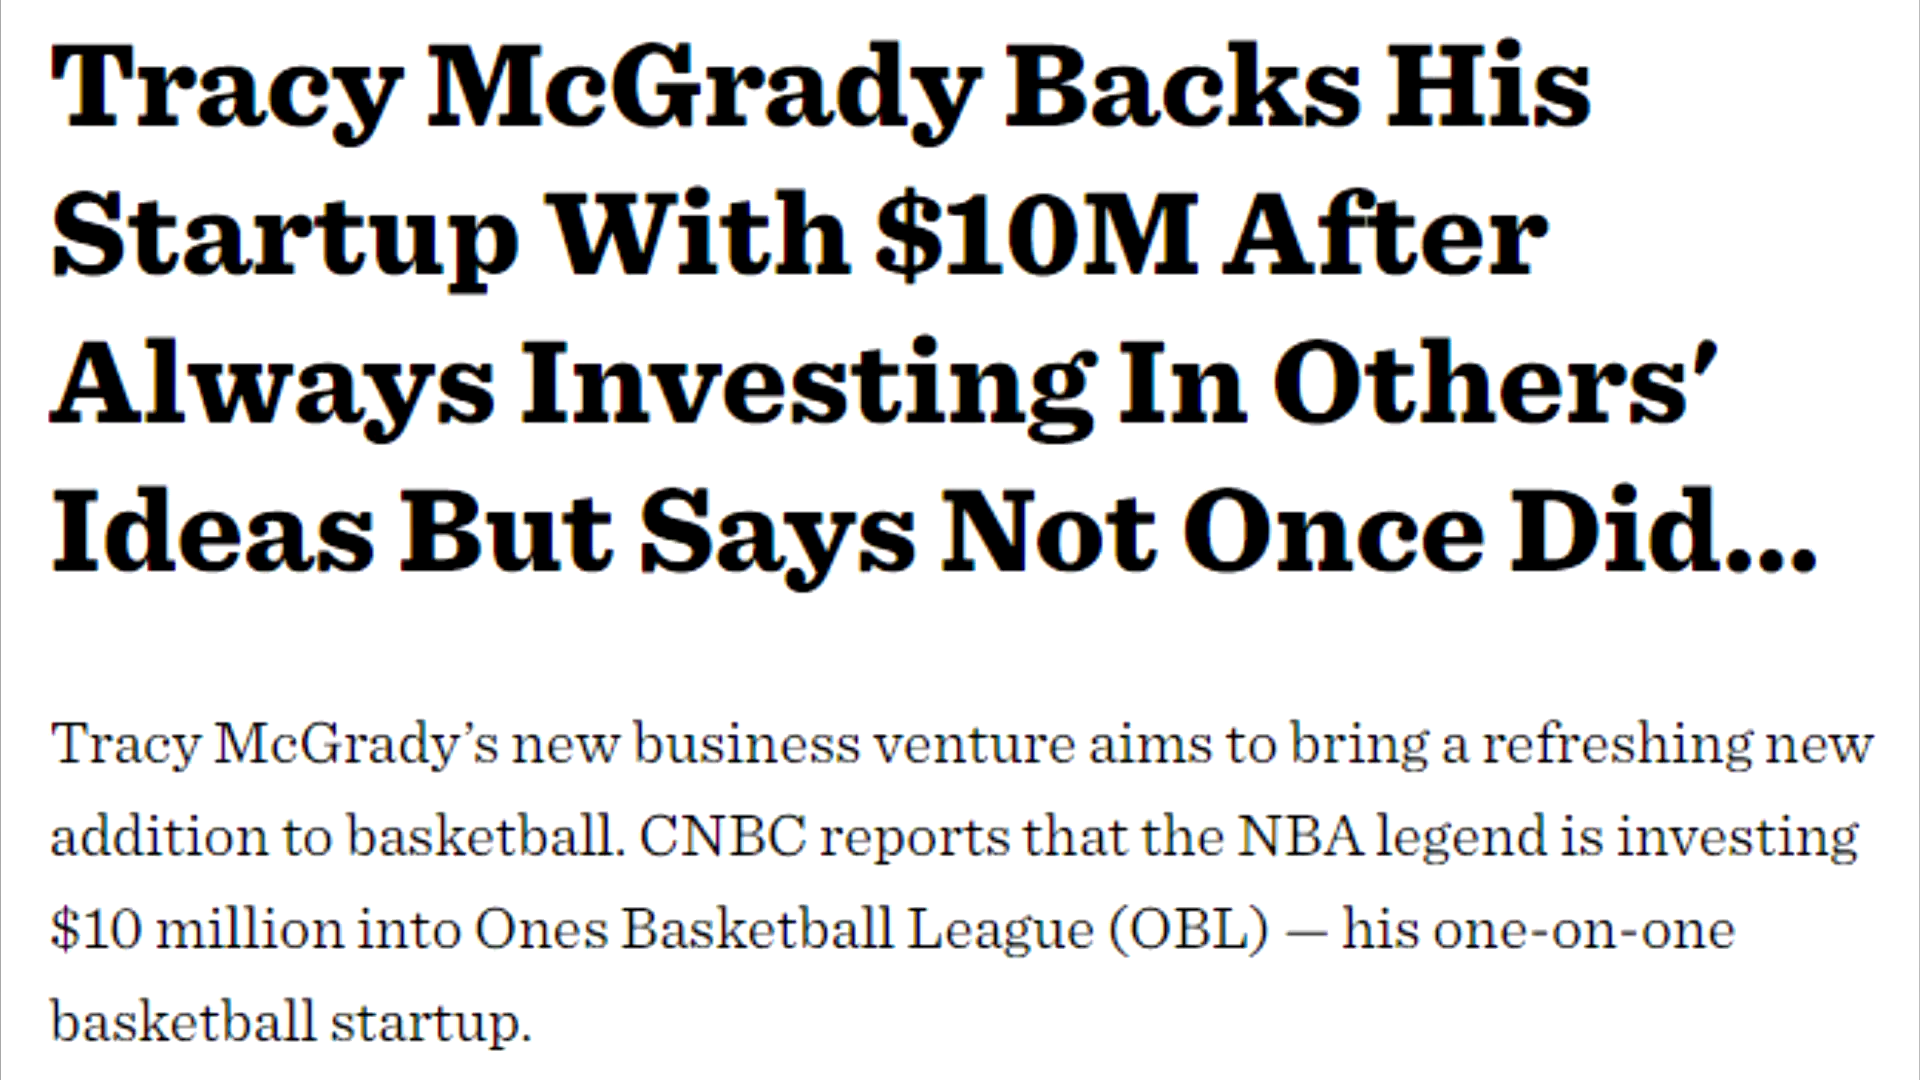 Tracy McGrady Backs His
Startup With $10M After
Always Investing In Others'
Ideas But Says Not Once Did...
Tracy McGrady’s new business venture aims to bring a refreshing new
addition to basketball. CNBC reports that the NBA legend is investing
$10 million into Ones Basketball League (OBL) — his one-on-one
basketball startup.